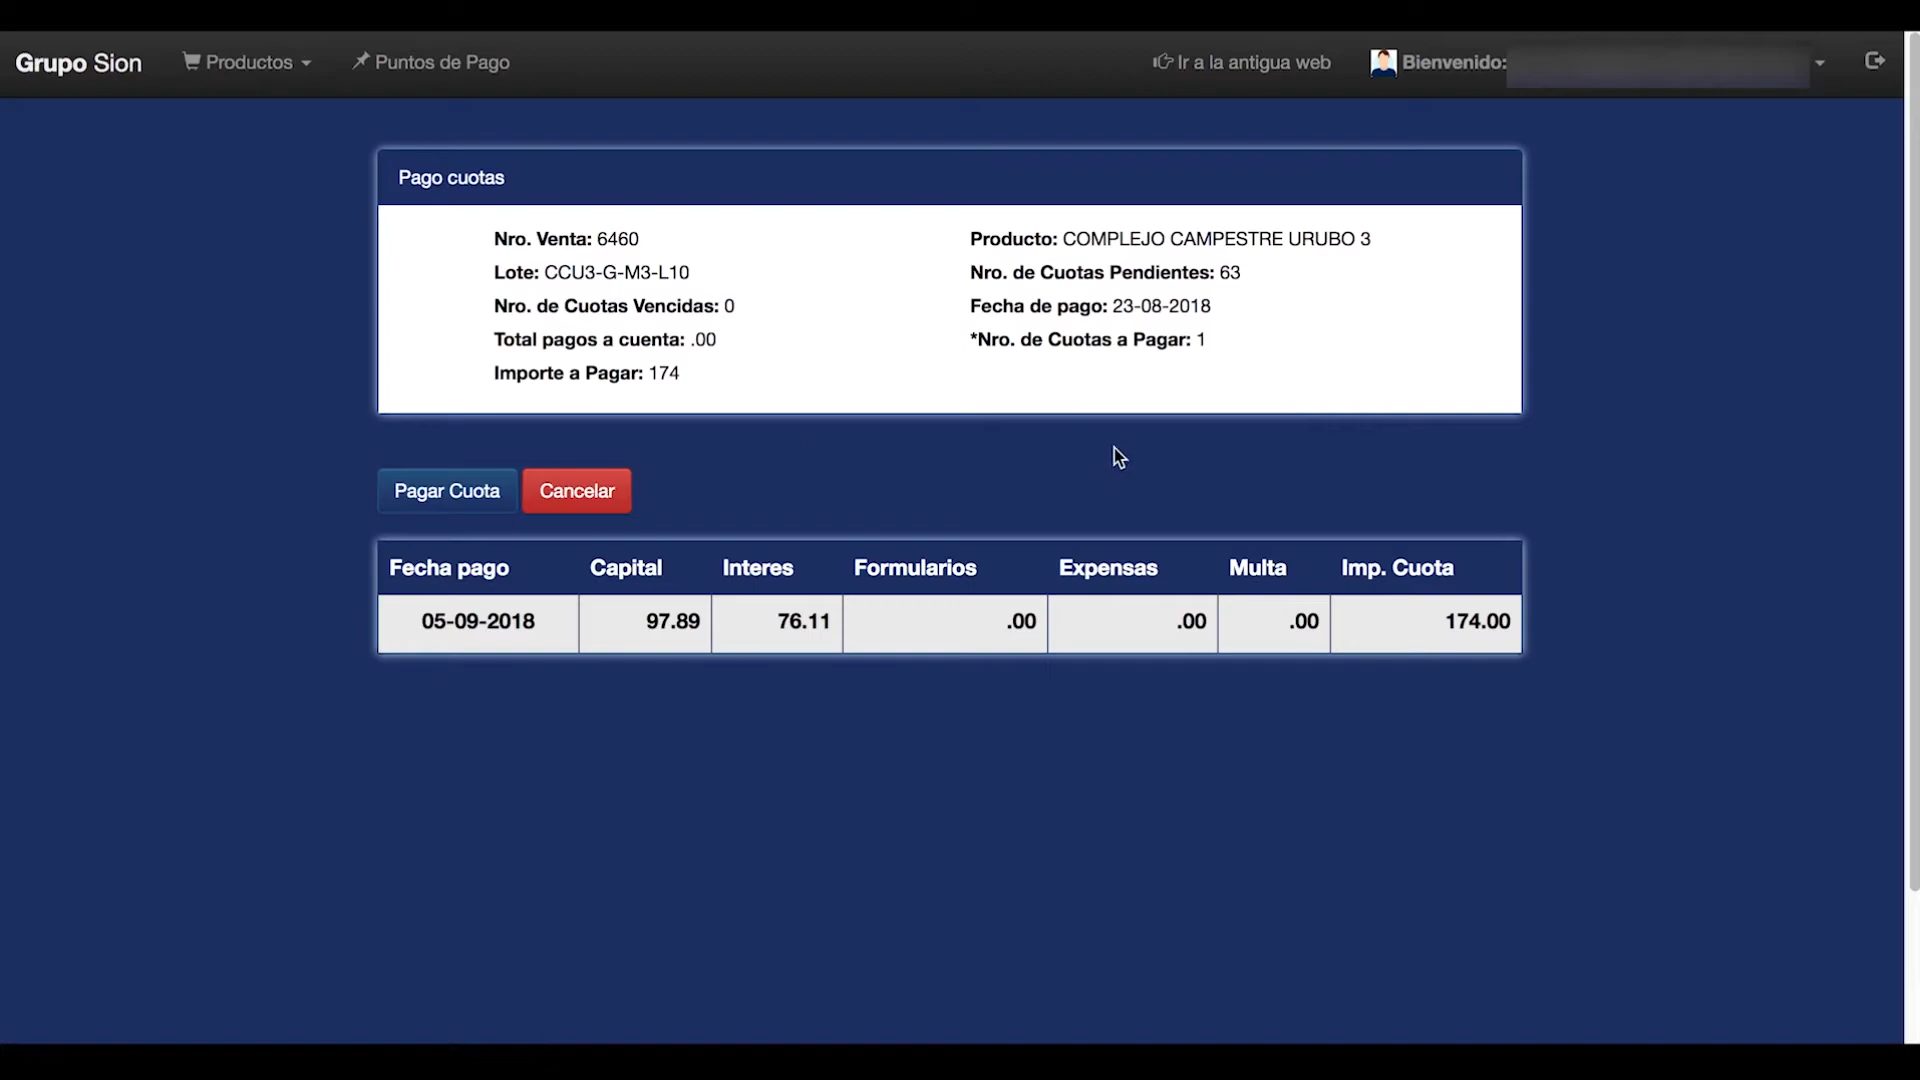 Grupo Sion Productos Puntos de Pago Ir a la antigua web Bienvenido:
Pago cuotas
Nro. Venta: 6460
Producto: COMPLEJO CAMPESTRE URUBO 3
Lote: CCU3-G-M3-L10
Nro. de Cuotas Pendientes: 63
Nro. de Cuotas Vencidas: 0
Fecha de pago: 23-08-2018
Total pagos a cuenta: .00
*Nro. de Cuotas a Pagar: 1
Importe a Pagar: 174
Pagar Cuota Cancelar
Fecha pago Capital Interes Formularios Expensas Multa Imp. Cuota
05-09-2018 97.89 76.11 .00 .00 .00 174.00